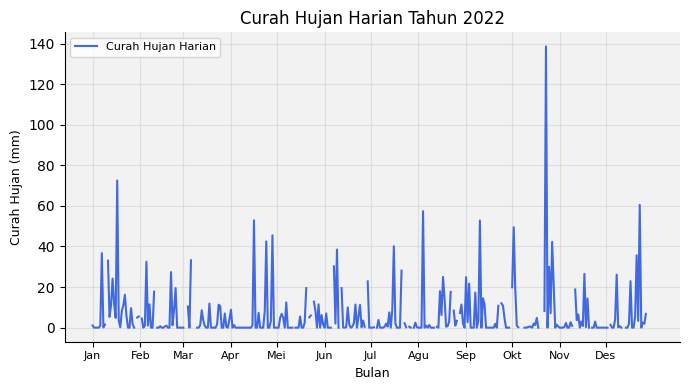 Curah Hujan Harian Tahun 2022
Curah Hujan Harian
140
120
100
80
60
40
20
0
Curah Hujan (mm)
Jan Feb Mar Apr Mei Jun Jul Agu Sep Okt Nov Des
Bulan